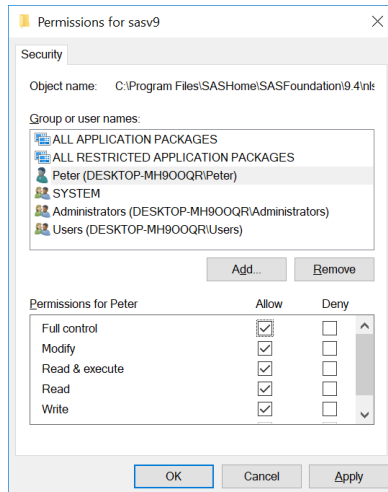 Permissions for sasv9
Security
Object name: C:\Program Files\SASHome\SASFoundation\9.4\nls
Group or user names:
ALL APPLICATION PACKAGES
ALL RESTRICTED APPLICATION PACKAGES
Peter (DESKTOP-MH9OOQR\Peter)
SYSTEM
Administrators (DESKTOP-MH9OOQR\Administrators)
Users (DESKTOP-MH9OOQR\Users)
Add... Remove
Permissions for Peter Allow Deny
Full control
Modify
Read & execute
Read
Write
OK Cancel Apply